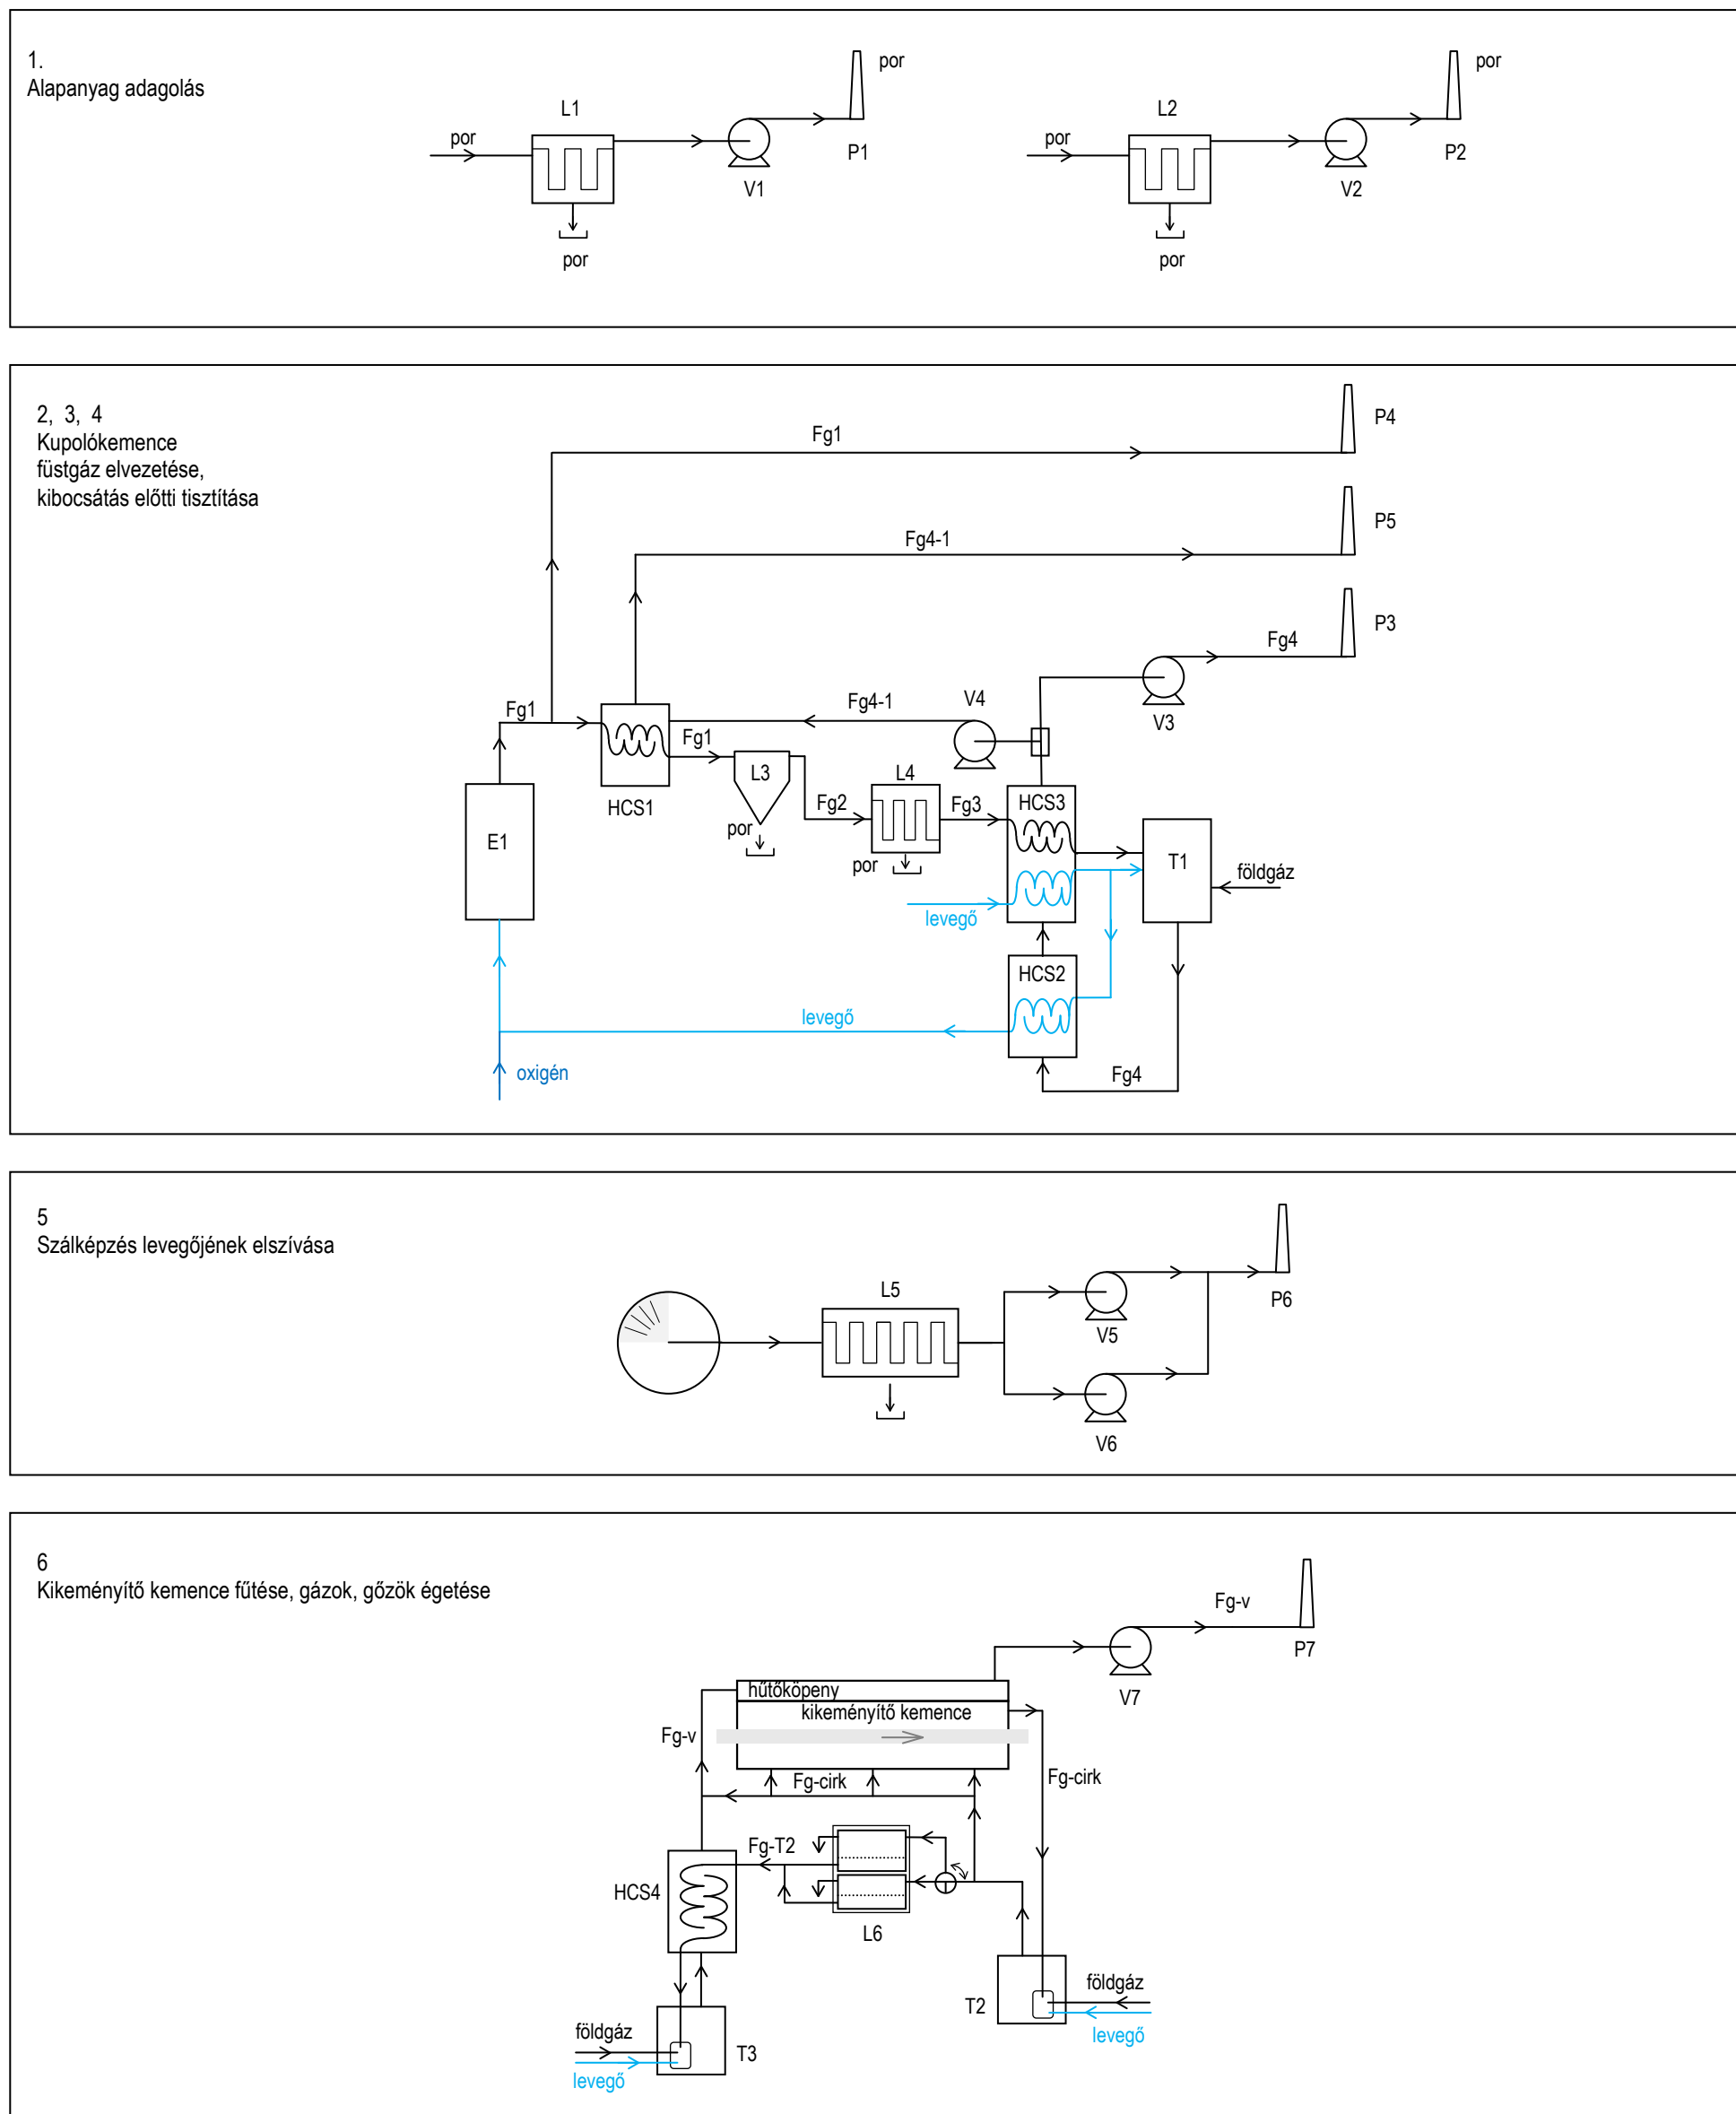 1.
Alapanyag adagolás
por
L1
por
V1
P1
por
por
L2
por
V2
P2
por
2, 3, 4
Kupolókemence
füstgáz elvezetése,
kibocsátás előtti tisztítása
Fg1
P4
Fg4-1
P5
Fg4
P3
V3
Fg1
HCS1
Fg4-1
V4
Fg1
L3
por
Fg2
L4
por
Fg3
HCS3
T1
földgáz
levegő
E1
HCS2
levegő
oxigén
Fg4
5
Szálképzés levegőjének elszívása
L5
V5
V6
P6
6
Kikeményítő kemence fűtése, gázok, gőzök égetése
Fg-v
P7
V7
hűtőköpeny
kikeményítő kemence
Fg-v
Fg-cirk
Fg-cirk
Fg-T2
HCS4
L6
T2
földgáz
levegő
földgáz
levegő
T3